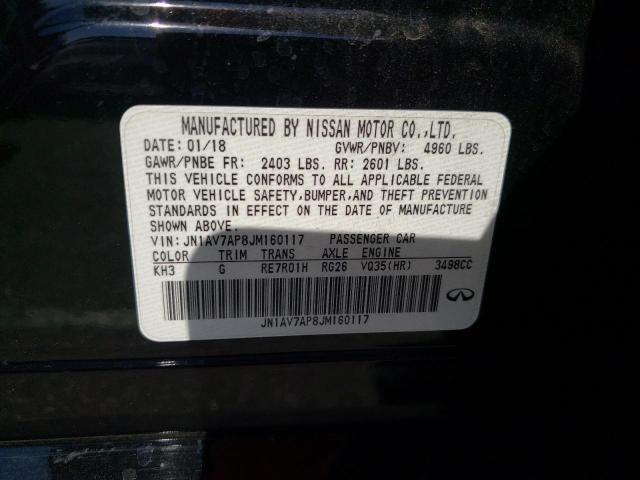 MANUFACTURED BY NISSAN MOTOR CO.,LTD.
DATE: 01/18 GVWR/PNBV: 4960 LBS.
GAWR/PNBE FR: 2403 LBS. RR: 2601 LBS.
THIS VEHICLE CONFORMS TO ALL APPLICABLE FEDERAL
MOTOR VEHICLE SAFETY, BUMPER, AND THEFT PREVENTION
STANDARDS IN EFFECT ON THE DATE OF MANUFACTURE
SHOWN ABOVE.
VIN: JN1AV7AP8JM160117 PASSENGER CAR
COLOR TRIM TRANS AXLE ENGINE
KH3 G RE7R01H RG26 VQ35(HR) 3498CC
JN1AV7AP8JM160117